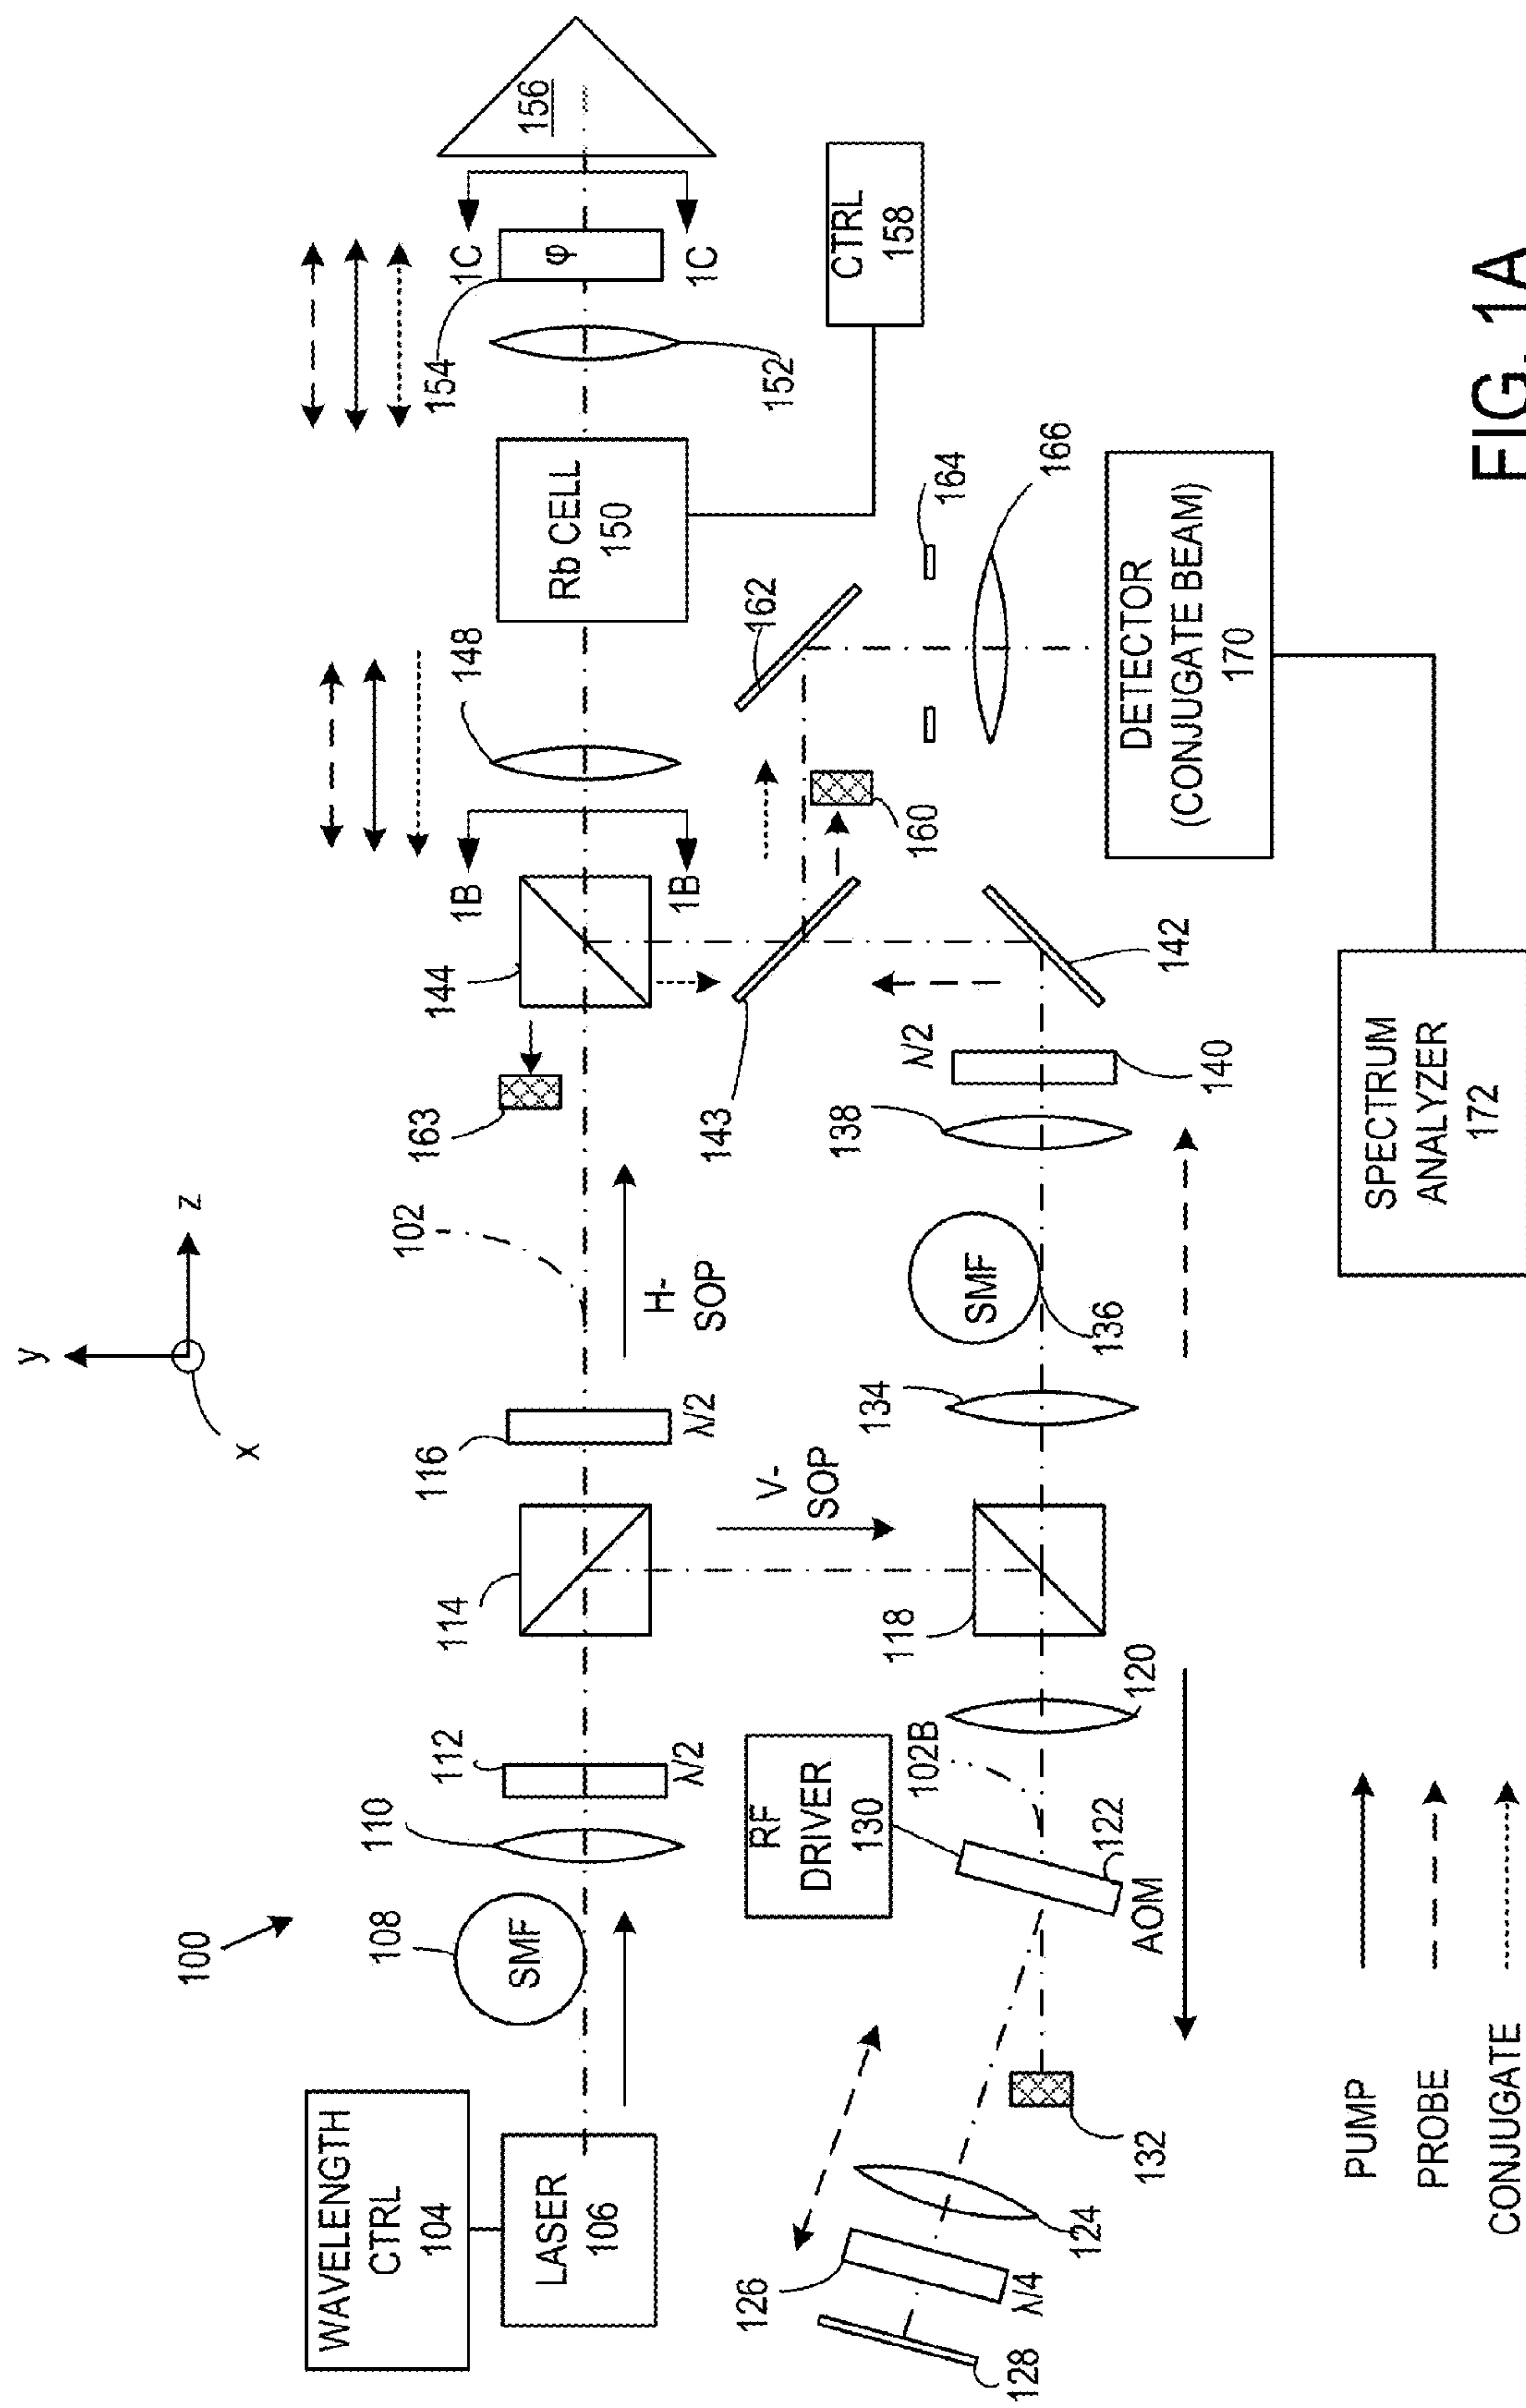 100
y
z
x
WAVELENGTH
CTRL
104
LASER
106
108
SMF
110
112
λ/2
114
116
λ/2
102
H-
SOP
163
144
1B
1B
148
Rb CELL
150
154
1C
φ
1C
152
156
CTRL
158
V-
SOP
143
160
162
164
166
RF
DRIVER
130
102B
118
120
134
SMF
136
138
λ/2
140
142
DETECTOR
(CONJUGATE BEAM)
170
126
λ/4
128
124
132
AOM
122
SPECTRUM
ANALYZER
172
PUMP
PROBE
CONJUGATE
FIG. 1A